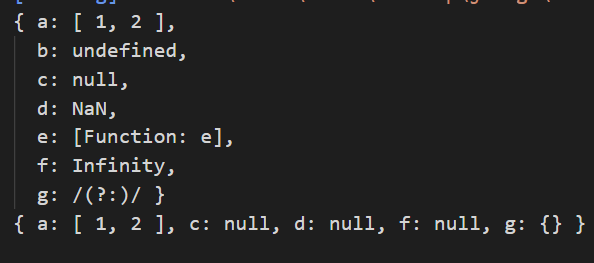 { a: [ 1, 2 ],
b: undefined,
c: null,
d: NaN,
e: [Function: e],
f: Infinity,
g: /(?:)/ }
{ a: [ 1, 2 ], c: null, d: null, f: null, g: {} }